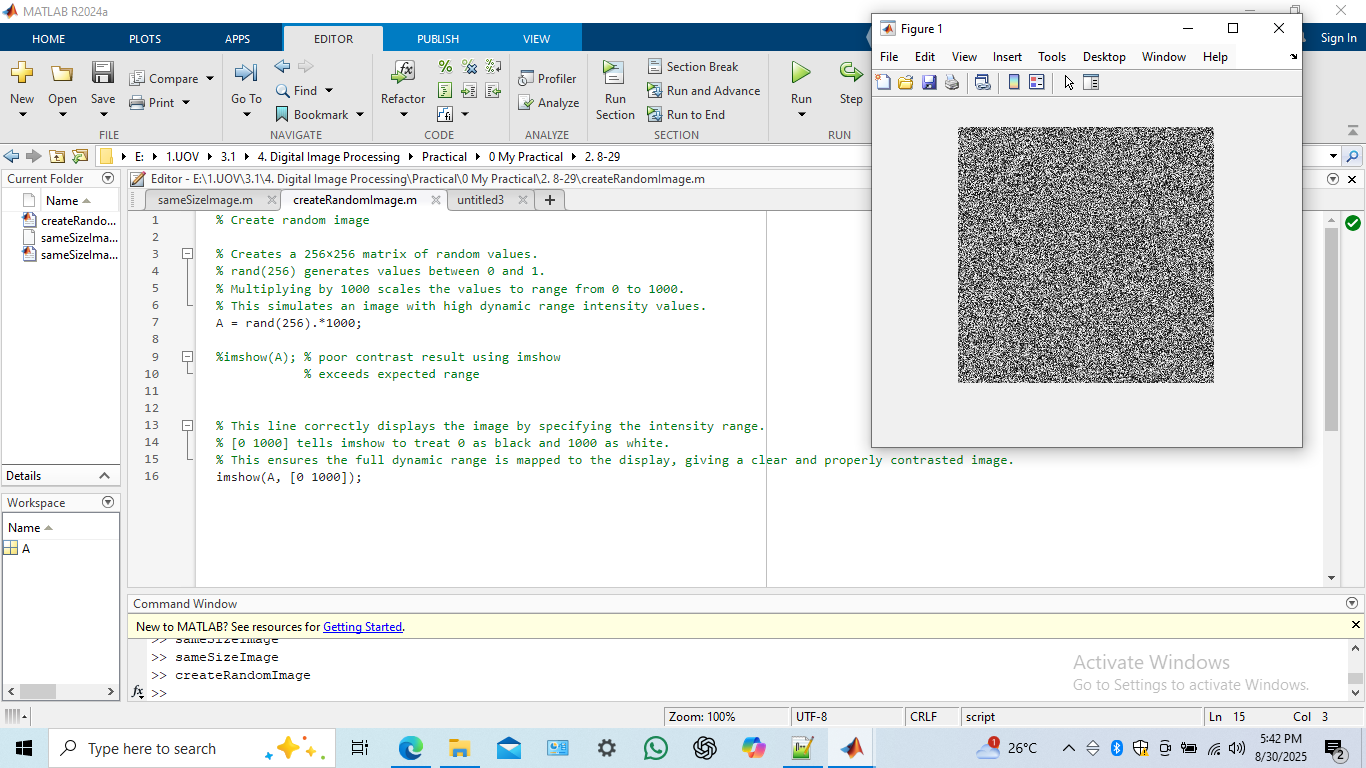 MATLAB R2024a
HOME PLOTS APPS EDITOR PUBLISH VIEW Sign In
New Open Save Compare Print
FILE
Go To Find Bookmark
NAVIGATE
Refactor
CODE
Profiler Analyze
ANALYZE
Run Section Section Break Run and Advance Run to End
SECTION
Run Step
RUN
E: 1.UOV 3.1 4. Digital Image Processing Practical 0 My Practical 2. 8-29
Current Folder
Name
createRando...
sameSizeIma...
sameSizeIma...
Details
Workspace
Name
A
Editor - E:\1.UOV\3.1\4. Digital Image Processing\Practical\0 My Practical\2. 8-29\createRandomImage.m
sameSizeImage.m createRandomImage.m untitled3
1 % Create random image
2
3 % Creates a 256×256 matrix of random values.
4 % rand(256) generates values between 0 and 1.
5 % Multiplying by 1000 scales the values to range from 0 to 1000.
6 % This simulates an image with high dynamic range intensity values.
7 A = rand(256).*1000;
8
9 %imshow(A); % poor contrast result using imshow
10 % exceeds expected range
11
12
13 % This line correctly displays the image by specifying the intensity range.
14 % [0 1000] tells imshow to treat 0 as black and 1000 as white.
15 % This ensures the full dynamic range is mapped to the display, giving a clear and properly contrasted image.
16 imshow(A, [0 1000]);
Figure 1
File Edit View Insert Tools Desktop Window Help
Command Window
New to MATLAB? See resources for Getting Started.
>> sameSizeImage
>> sameSizeImage
>> createRandomImage
fx >>
Activate Windows
Go to Settings to activate Windows.
Zoom: 100% UTF-8 CRLF script Ln 15 Col 3
Type here to search
1 26°C
5:42 PM
8/30/2025
2